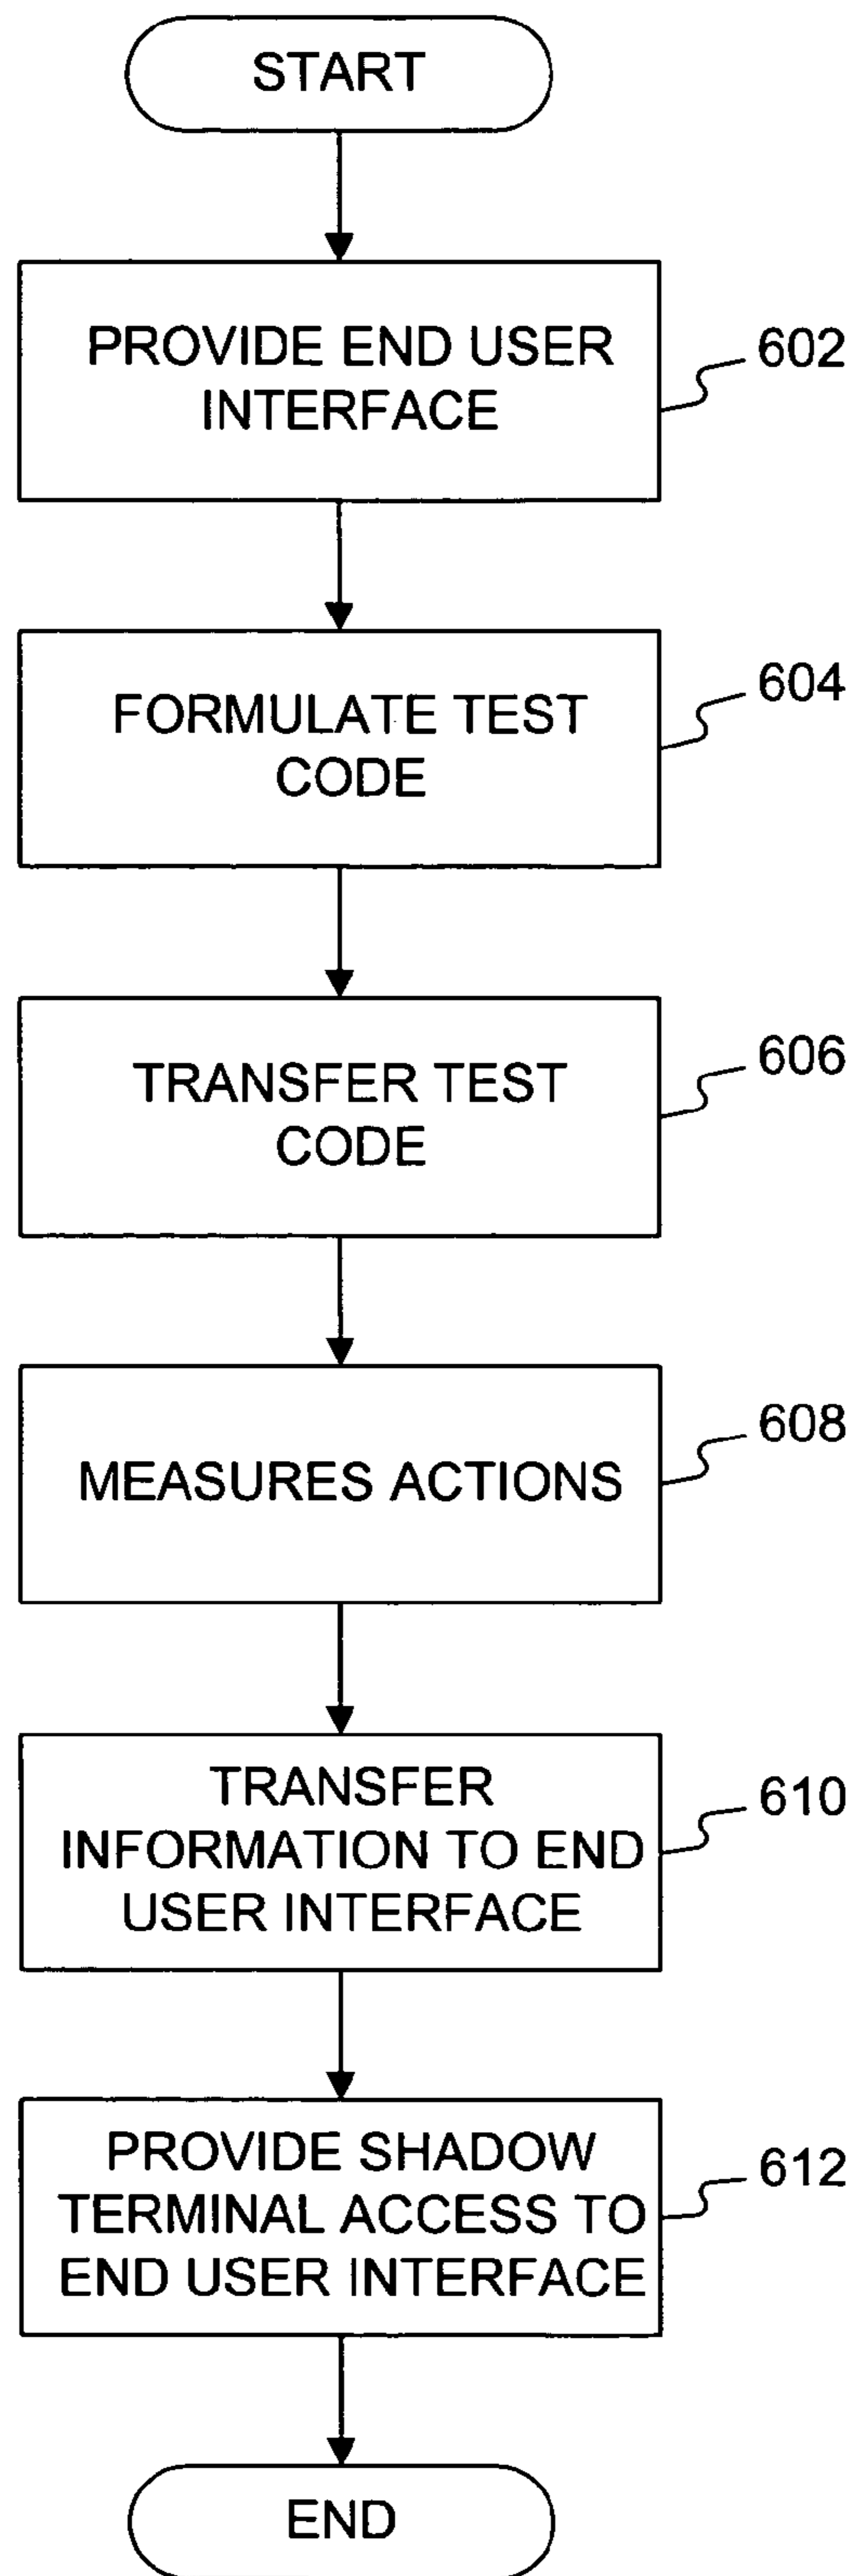 START
PROVIDE END USER
INTERFACE
602
FORMULATE TEST
CODE
604
TRANSFER TEST
CODE
606
MEASURES ACTIONS
608
TRANSFER
INFORMATION TO END
USER INTERFACE
610
PROVIDE SHADOW
TERMINAL ACCESS TO
END USER INTERFACE
612
END